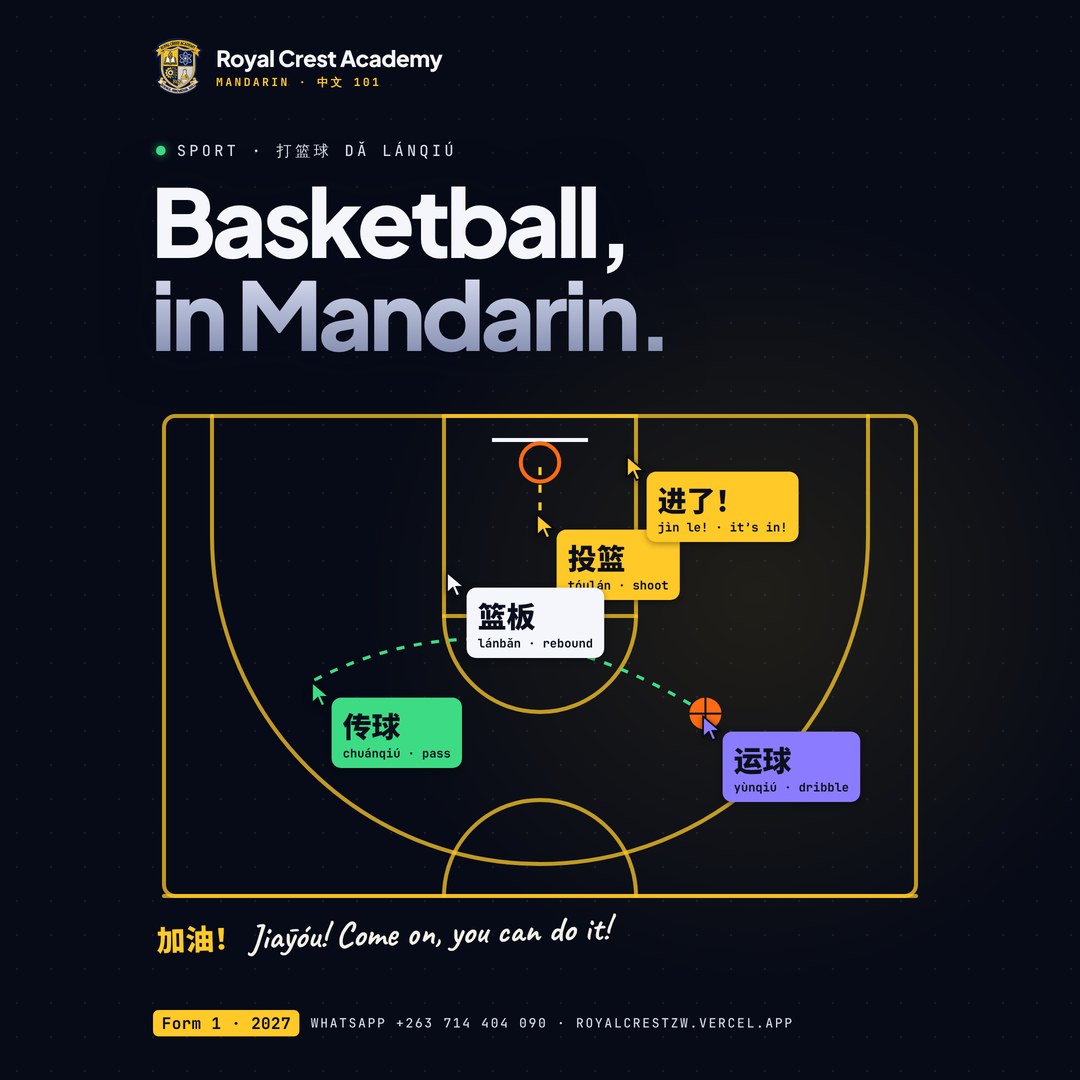 Royal Crest Academy
MANDARIN · 中文 101
SPORT · 打篮球 DǍ LÁNQIÚ
Basketball,
in Mandarin.
进了!
jìn le! · it's in!
投篮
tóulán · shoot
篮板
lánbǎn · rebound
传球
chuánqiú · pass
运球
yùnqiú · dribble
加油!
Jiaȳóu! Come on, you can do it!
Form 1 · 2027
WHATSAPP +263 714 404 090 · ROYALCRESTZW.VERCEL.APP